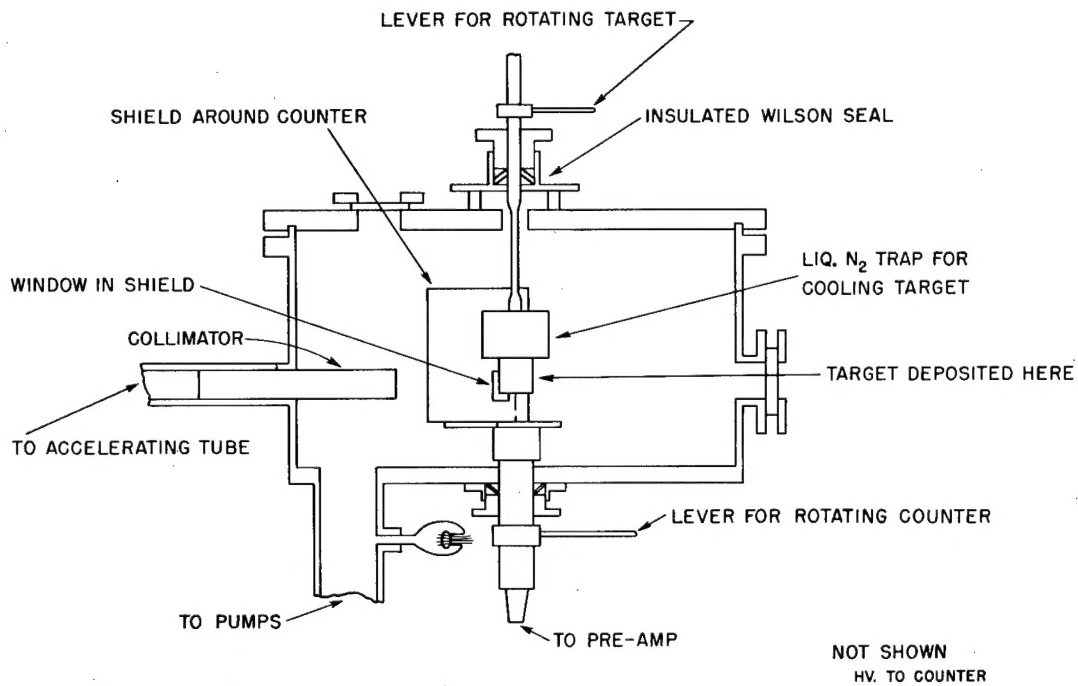 LEVER FOR ROTATING TARGET
SHIELD AROUND COUNTER
INSULATED WILSON SEAL
WINDOW IN SHIELD
LIQ. N₂ TRAP FOR
COOLING TARGET
COLLIMATOR
TARGET DEPOSITED HERE
TO ACCELERATING TUBE
LEVER FOR ROTATING COUNTER
TO PUMPS
TO PRE-AMP
NOT SHOWN
HV. TO COUNTER